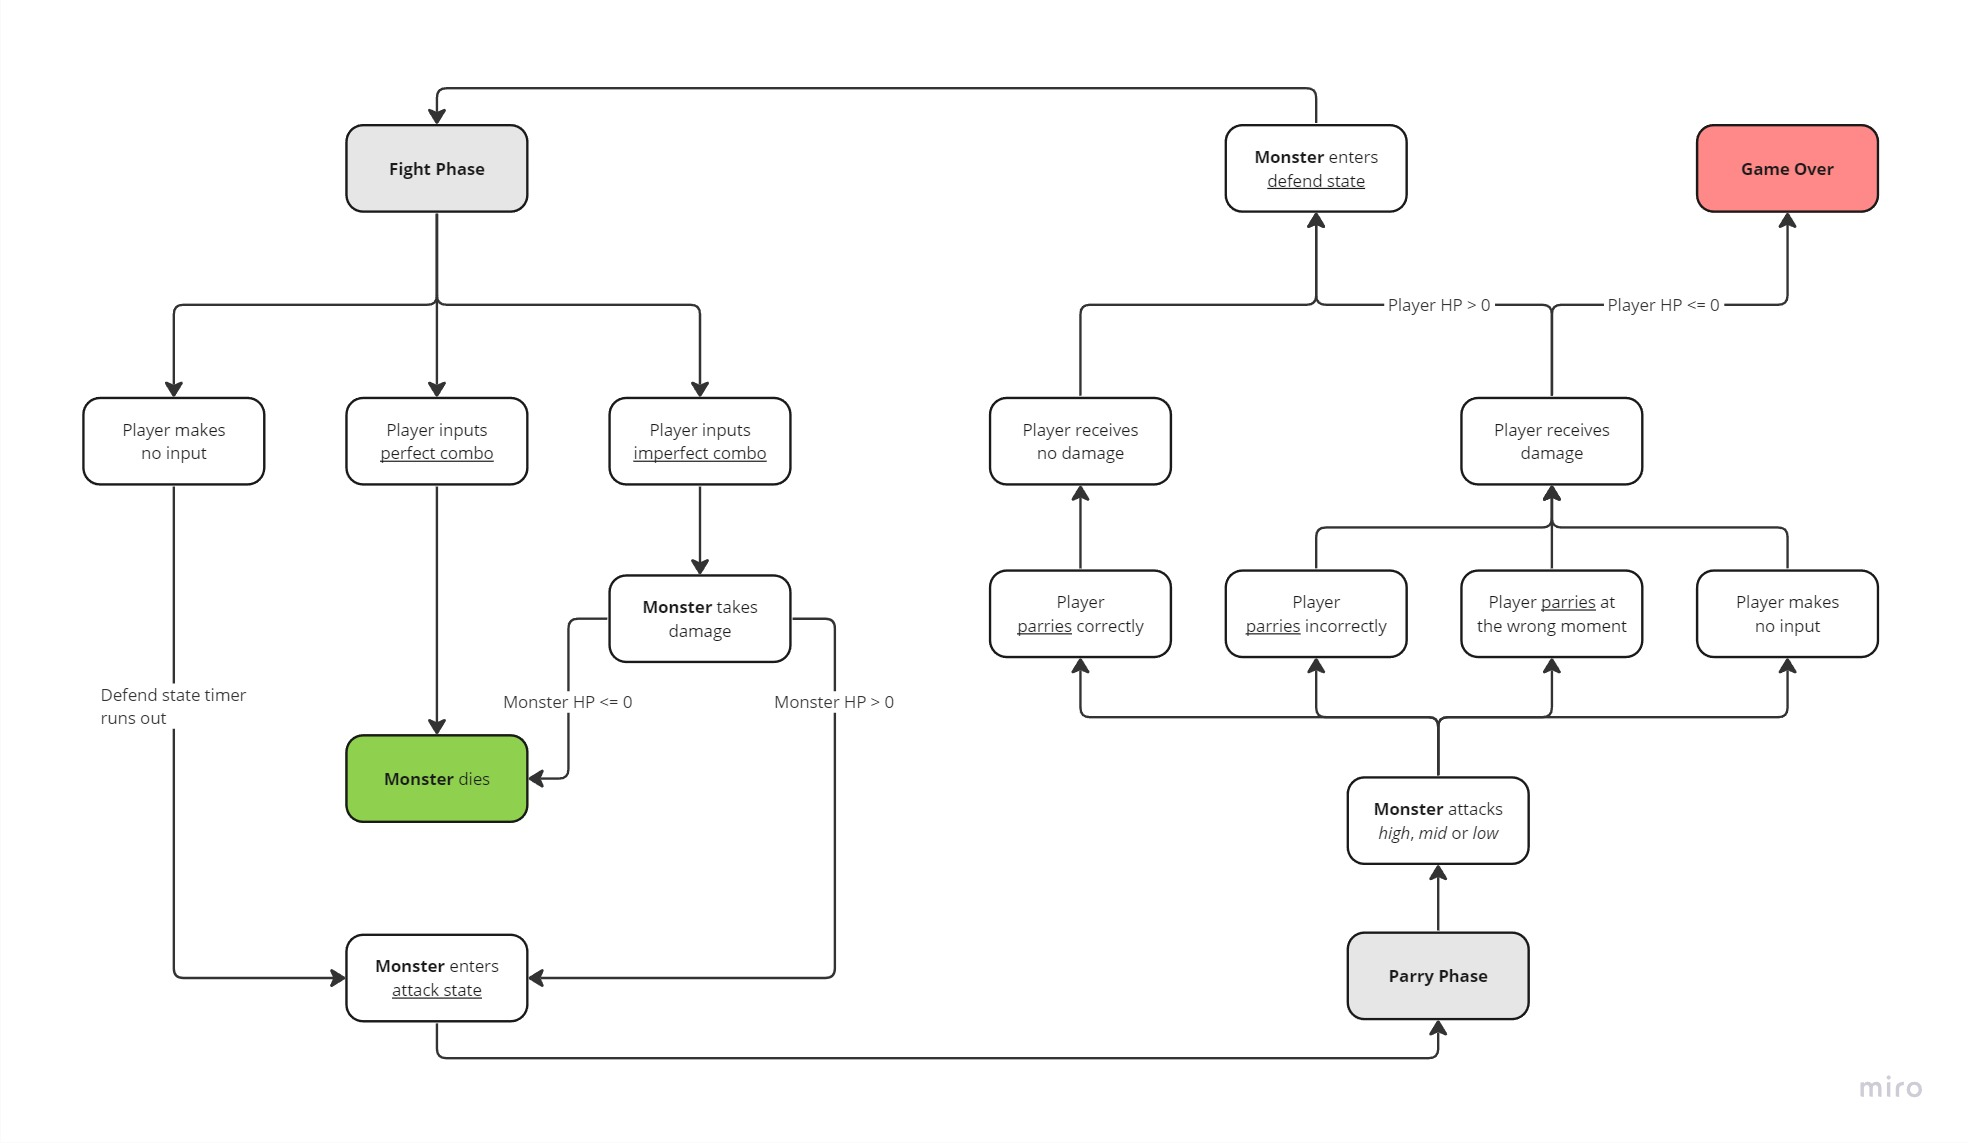 Fight Phase
Monster enters
defend state
Game Over
Player HP > 0
Player HP <= 0
Player makes
no input
Player inputs
perfect combo
Player inputs
imperfect combo
Player receives
no damage
Player receives
damage
Monster takes
damage
Player
parries correctly
Player
parries incorrectly
Player parries at
the wrong moment
Player makes
no input
Defend state timer
runs out
Monster HP <= 0
Monster HP > 0
Monster dies
Monster attacks
high, mid or low
Monster enters
attack state
Parry Phase
miro